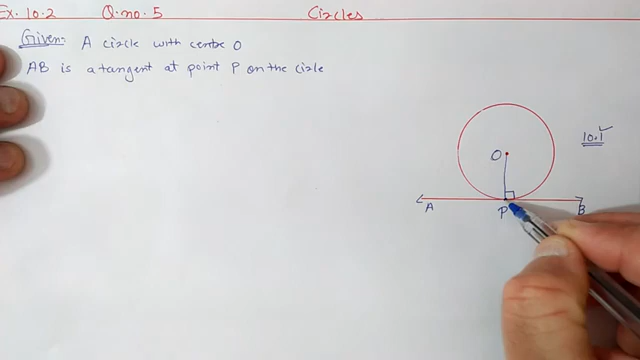 Ex. 10.2 Q.no.5 Circles
Given:- A circle with centre O
AB is a tangent at point P on the cirle
10.1
O
A P B